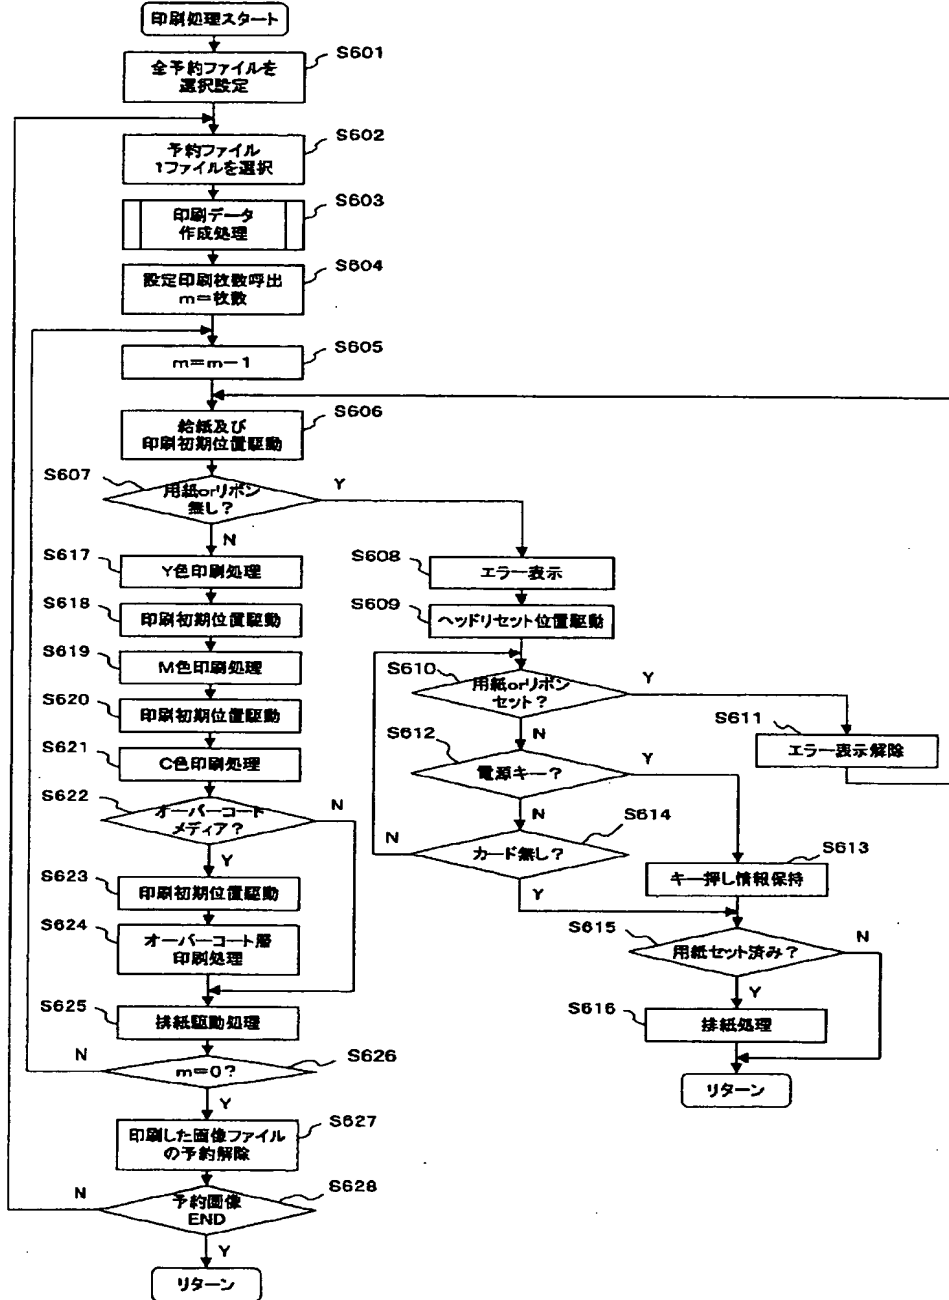 印刷処理スタート
S601
全予約ファイルを
選択設定
S602
予約ファイル
1ファイルを選択
S603
印刷データ
作成処理
S604
設定印刷枚数呼出
m=枚数
S605
m=m-1
S606
給紙及び
印刷初期位置駆動
S607
用紙orリボン
無し?
Y
N
S617
Y色印刷処理
S618
印刷初期位置駆動
S619
M色印刷処理
S620
印刷初期位置駆動
S621
C色印刷処理
S622
オーバーコート
メディア?
N
Y
S623
印刷初期位置駆動
S624
オーバーコート層
印刷処理
S625
排紙駆動処理
S626
m=0?
N
Y
S627
印刷した画像ファイル
の予約解除
S628
予約画像
END
N
Y
リターン
S608
エラー表示
S609
ヘッドリセット位置駆動
S610
用紙orリボン
セット?
Y
N
S611
エラー表示解除
S612
電源キー?
Y
N
S614
カード無し?
N
Y
S613
キー押し情報保持
S615
用紙セット済み?
N
Y
S616
排紙処理
リターン